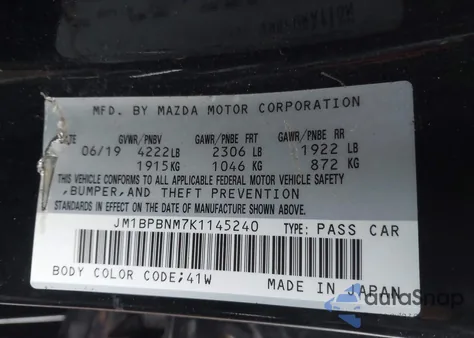 MFD. BY MAZDA MOTOR CORPORATION
DATE GVWR/PNBV GAWR/PNBE FRT GAWR/PNBE RR
06/19 4222LB 2306 LB 1922 LB
1915KG 1046 KG 872 KG
THIS VEHICLE CONFORMS TO ALL APPLICABLE FEDERAL MOTOR VEHICLE SAFETY
,BUMPER,AND THEFT PREVENTION
STANDARDS IN EFFECT ON THE DATE OF MANUFACTURE SHOWN ABOVE.
JM1BPBNM7K1145240 TYPE: PASS CAR
BODY COLOR CODE;41W MADE IN JAPAN
autoSnap